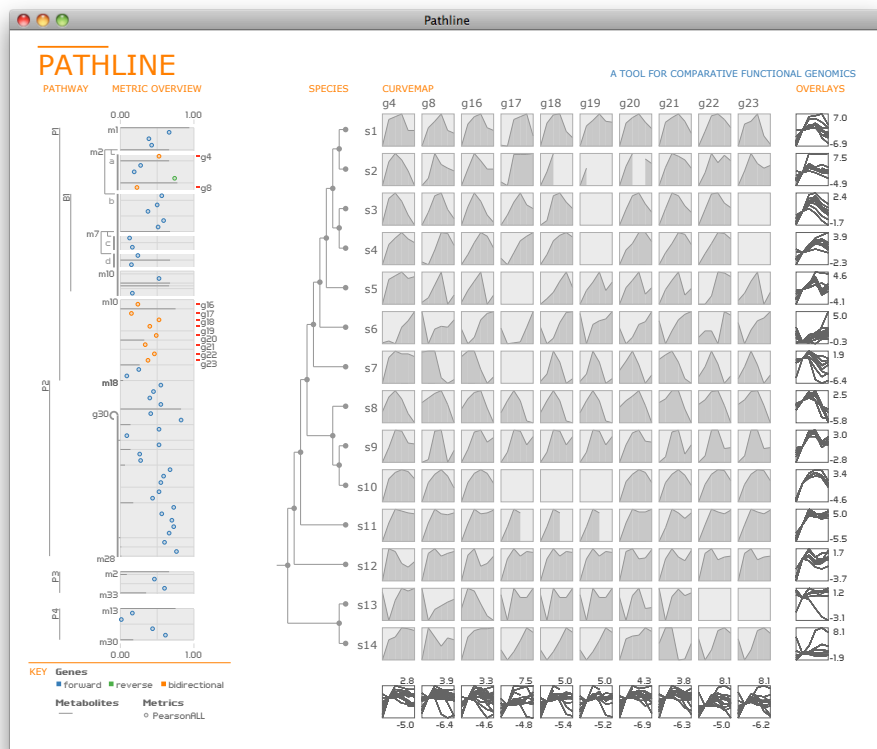 Pathline
PATHLINE
A TOOL FOR COMPARATIVE FUNCTIONAL GENOMICS
PATHWAY METRIC OVERVIEW SPECIES CURVEMAP OVERLAYS
g4 g8 g16 g17 g18 g19 g20 g21 g22 g23
0.00 1.00
P1
m1
m2
a
g4
g8
B1
b
m7
c
d
m10
m10
g16
g17
g18
g19
g20
g21
g22
g23
P2
m18
g30
m28
P3
m2
m33
P4
m13
m30
0.00 1.00
s1 7.0
-6.9
s2 7.5
-4.9
s3 2.4
-1.7
s4 3.9
-2.3
s5 4.6
-4.1
s6 5.0
-0.3
s7 1.9
-6.4
s8 2.5
-5.8
s9 3.0
-2.8
s10 3.4
-4.6
s11 5.0
-5.5
s12 1.7
-3.7
s13 1.2
-3.1
s14 8.1
-1.9
2.8 3.9 3.3 7.5 5.0 5.0 4.3 3.8 8.1 8.1
-5.0 -6.4 -4.6 -4.8 -5.4 -5.4 -6.9 -6.3 -5.0 -6.2
KEY Genes
forward reverse bidirectional
Metabolites Metrics
PearsonALL